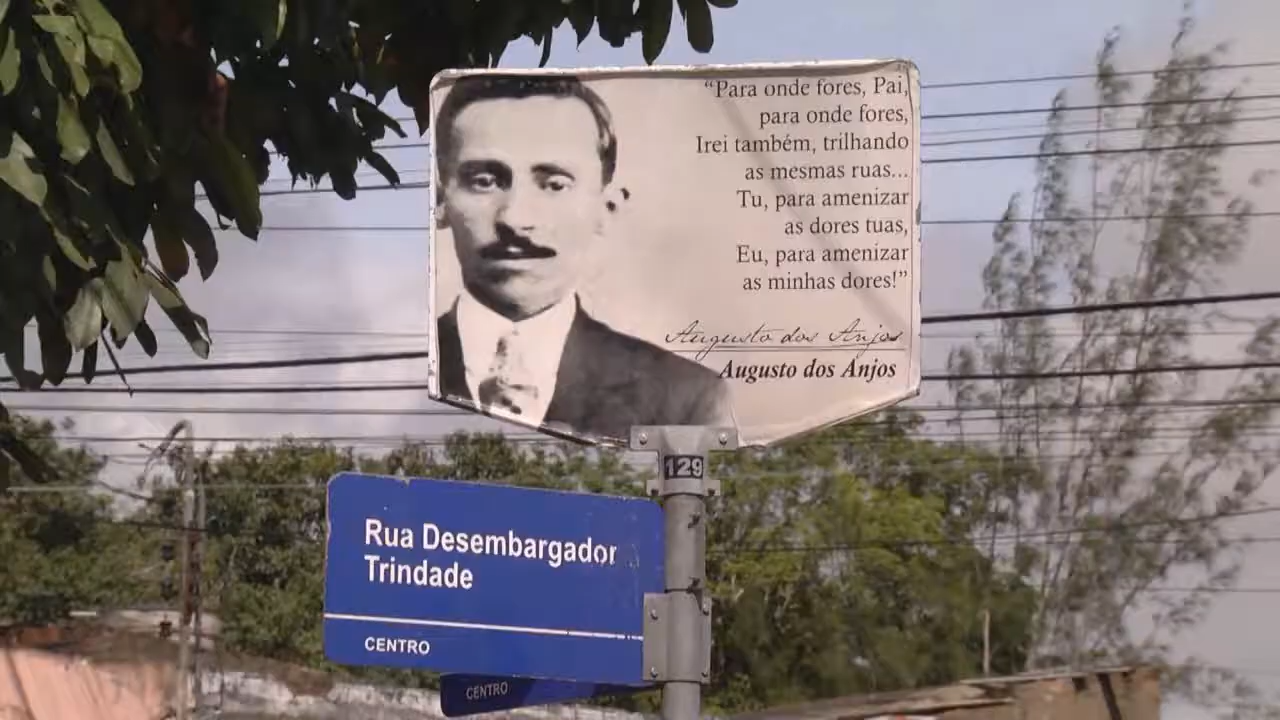 “Para onde fores, Pai,
para onde fores,
Irei também, trilhando
as mesmas ruas...
Tu, para amenizar
as dores tuas,
Eu, para amenizar
as minhas dores!”
Augusto dos Anjos
Augusto dos Anjos
129
Rua Desembargador
Trindade
CENTRO
CENTRO